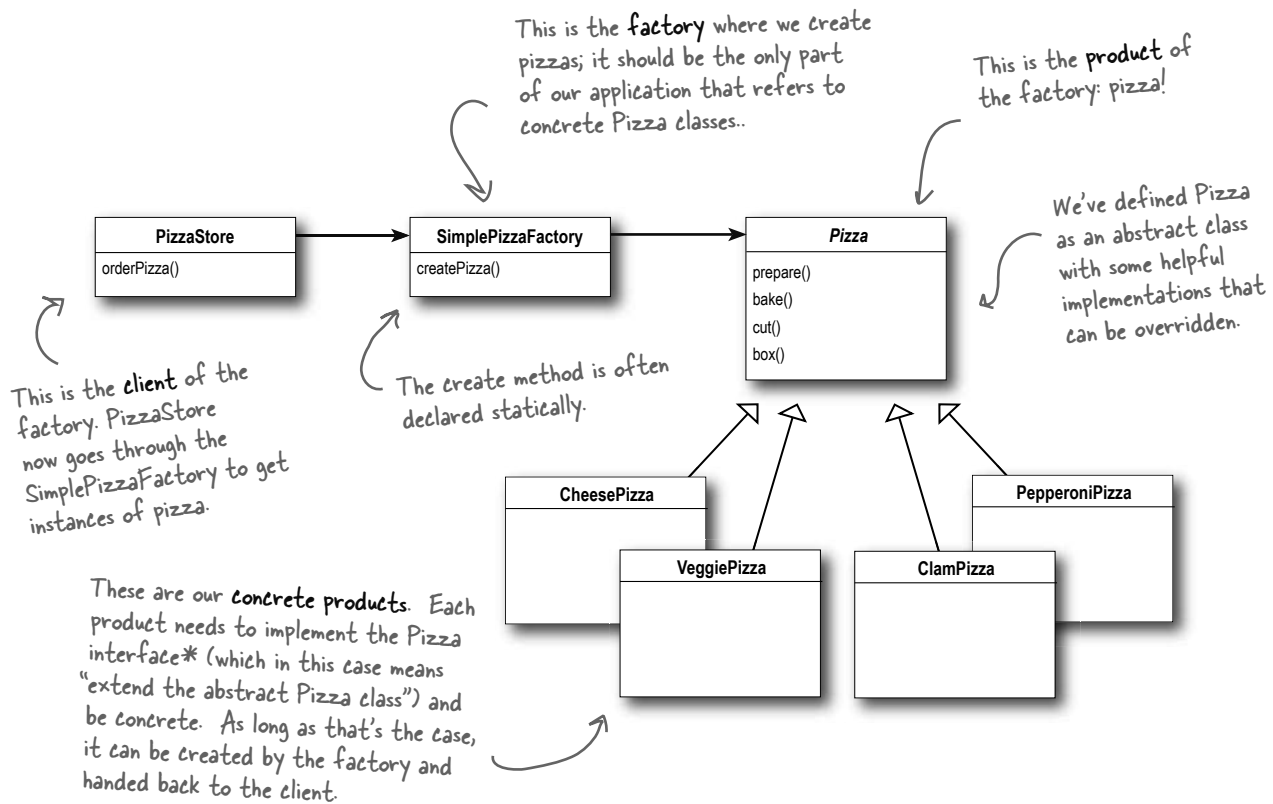 This is the factory where we create
pizzas; it should be the only part
of our application that refers to
concrete Pizza classes..
This is the product of
the factory: pizza!
We've defined Pizza
as an abstract class
with some helpful
implementations that
can be overridden.
PizzaStore
orderPizza()
SimplePizzaFactory
createPizza()
Pizza
prepare()
bake()
cut()
box()
This is the client of the
factory. PizzaStore
now goes through the
SimplePizzaFactory to get
instances of pizza.
The create method is often
declared statically.
CheesePizza
VeggiePizza
ClamPizza
PepperoniPizza
These are our concrete products. Each
product needs to implement the Pizza
interface* (which in this case means
“extend the abstract Pizza class”) and
be concrete. As long as that's the case,
it can be created by the factory and
handed back to the client.